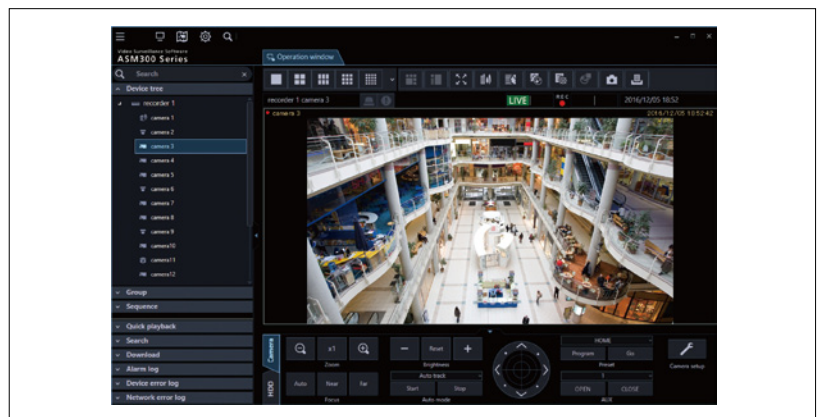 Video Surveillance Software
ASM300 Series
Operation window
Search
Device tree
recorder 1
camera 1
camera 2
camera 3
camera 4
camera 5
camera 6
camera 7
camera 8
camera 9
camera10
camera11
camera12
Group
Sequence
Quick playback
Search
Download
Alarm log
Device error log
Network error log
recorder 1 camera 3
LIVE
REC
2016/12/05 18:52
camera 3
2016/12/05 18:52:42
Camera
HDD
x1
Zoom
Auto Near Far
Focus
Reset
Brightness
Auto track
Start Stop
Auto mode
HOME
Program Go
Preset
1
OPEN CLOSE
AUX
Camera setup